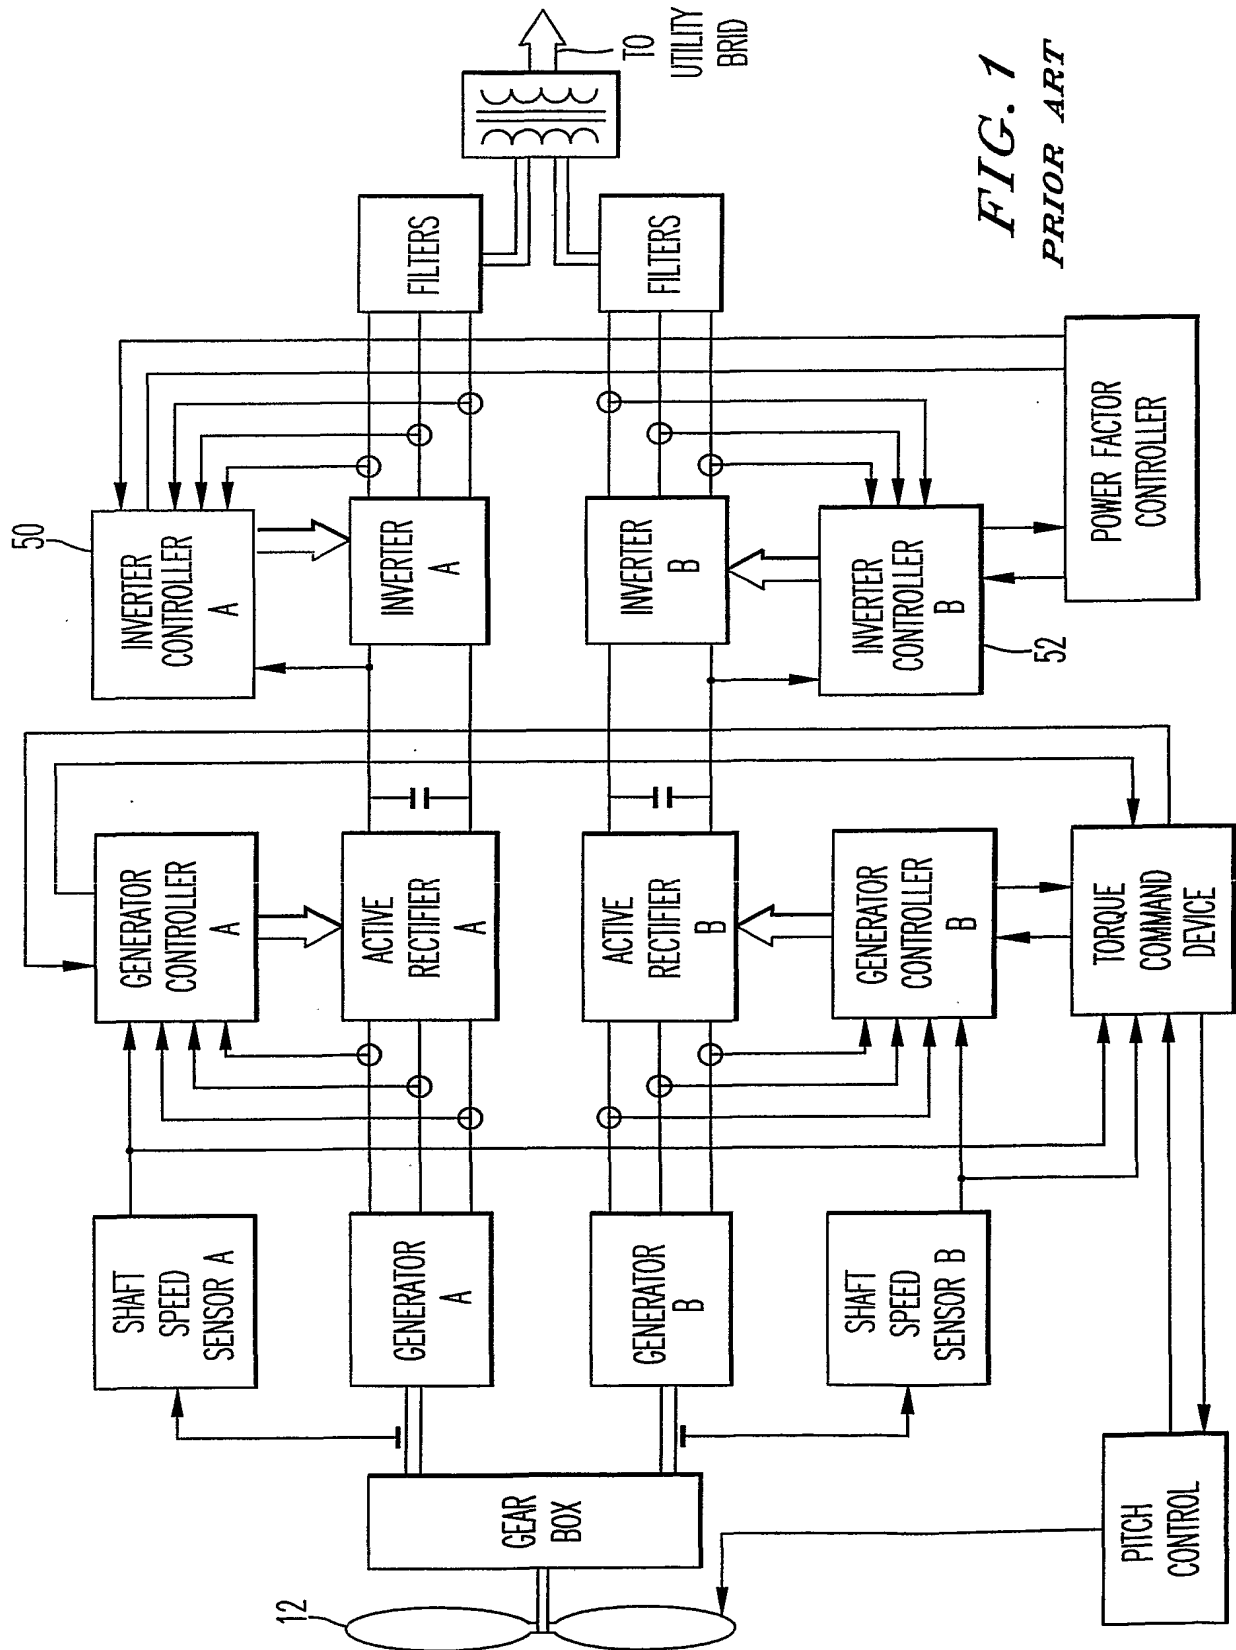 12
GEAR
BOX
SHAFT
SPEED
SENSOR A
GENERATOR
A
GENERATOR
B
SHAFT
SPEED
SENSOR B
PITCH
CONTROL
GENERATOR
CONTROLLER
A
ACTIVE
RECTIFIER
A
ACTIVE
RECTIFIER
B
GENERATOR
CONTROLLER
B
TORQUE
COMMAND
DEVICE
50
INVERTER
CONTROLLER
A
INVERTER
A
INVERTER
B
INVERTER
CONTROLLER
B
52
POWER FACTOR
CONTROLLER
FILTERS
FILTERS
TO
UTILITY
BRID
FIG. 1
PRIOR ART